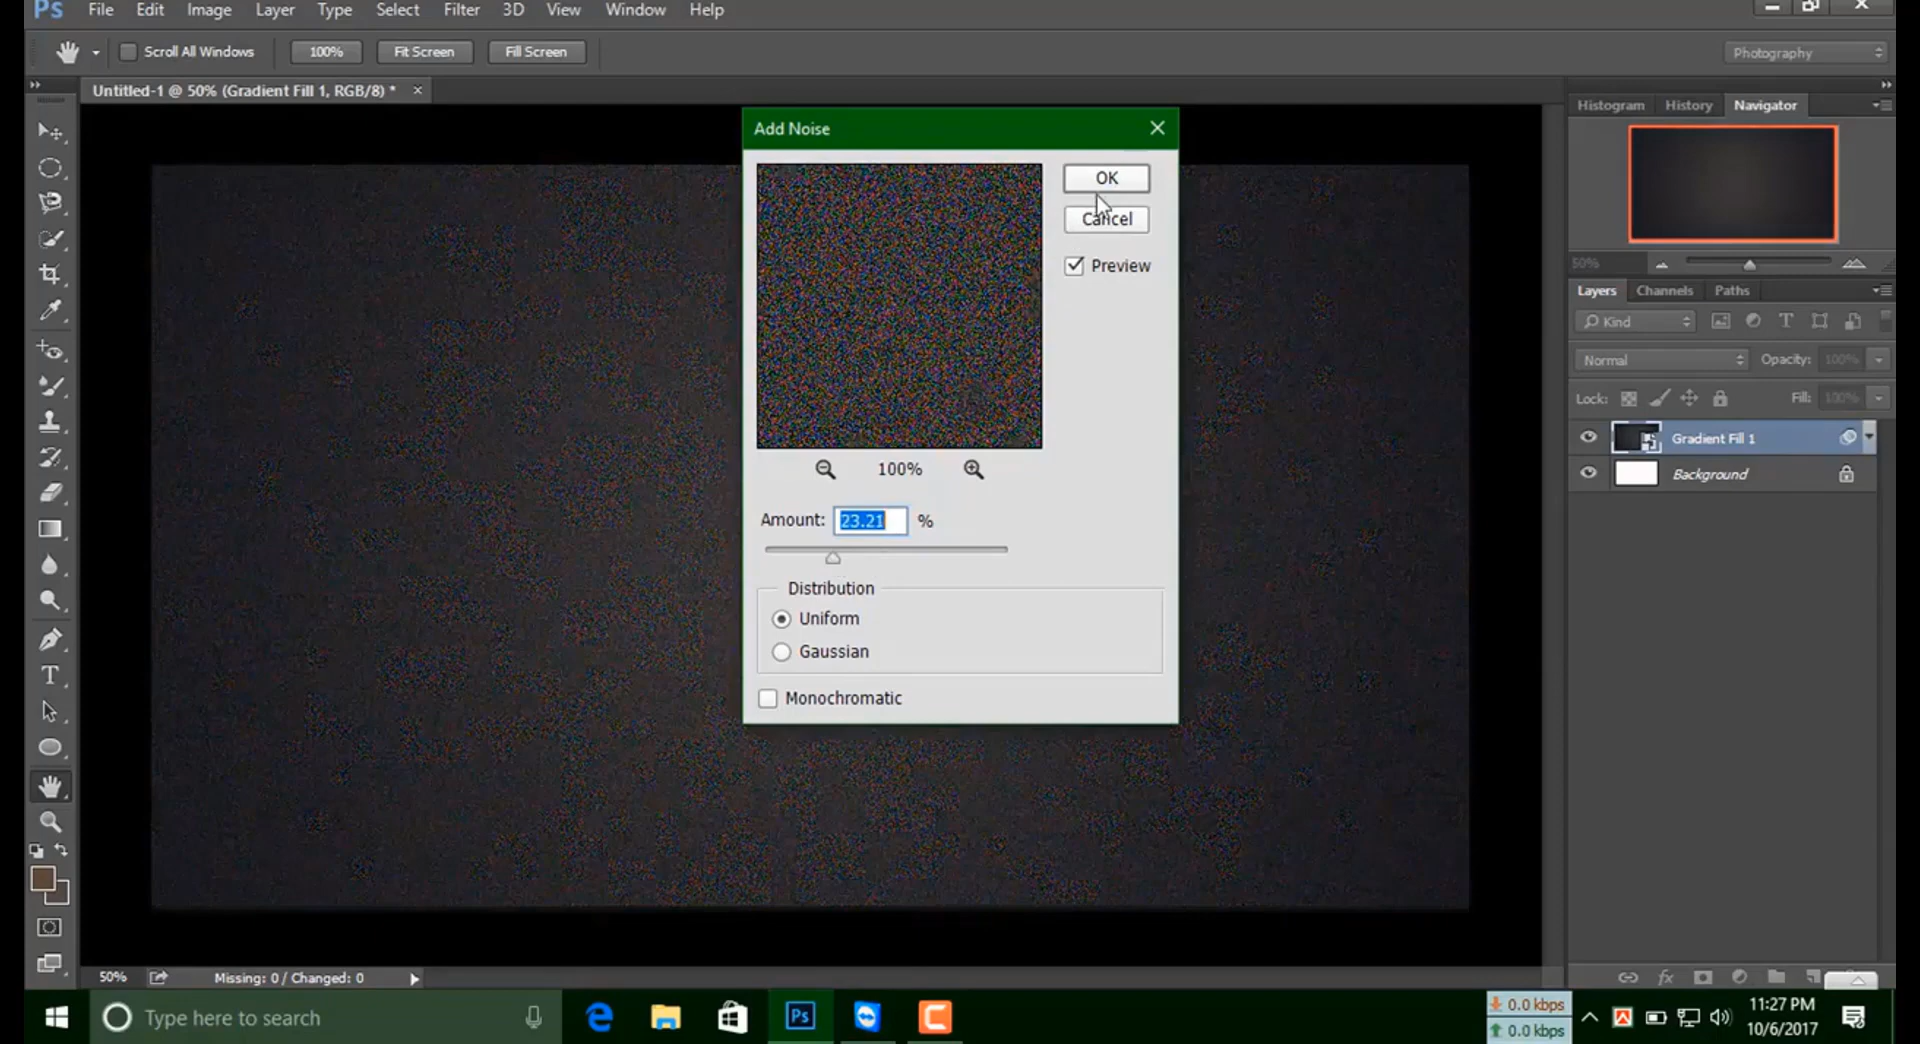 Ps File Edit Image Layer Type Select Filter 3D View Window Help
Scroll All Windows 100% Fit Screen Fill Screen Photography
Untitled-1 @ 50% (Gradient Fill 1, RGB/8) * ×
Histogram History Navigator
Add Noise
OK
Cancel
Preview
50%
Layers Channels Paths
Kind
Normal Opacity: 100%
Lock: Fill: 100%
Gradient Fill 1
Background
100%
Amount: 23.21 %
Distribution
Uniform
Gaussian
Monochromatic
T
fx
50% Missing: 0 / Changed: 0
Type here to search
Ps
0.0 kbps
0.0 kbps
11:27 PM
10/6/2017